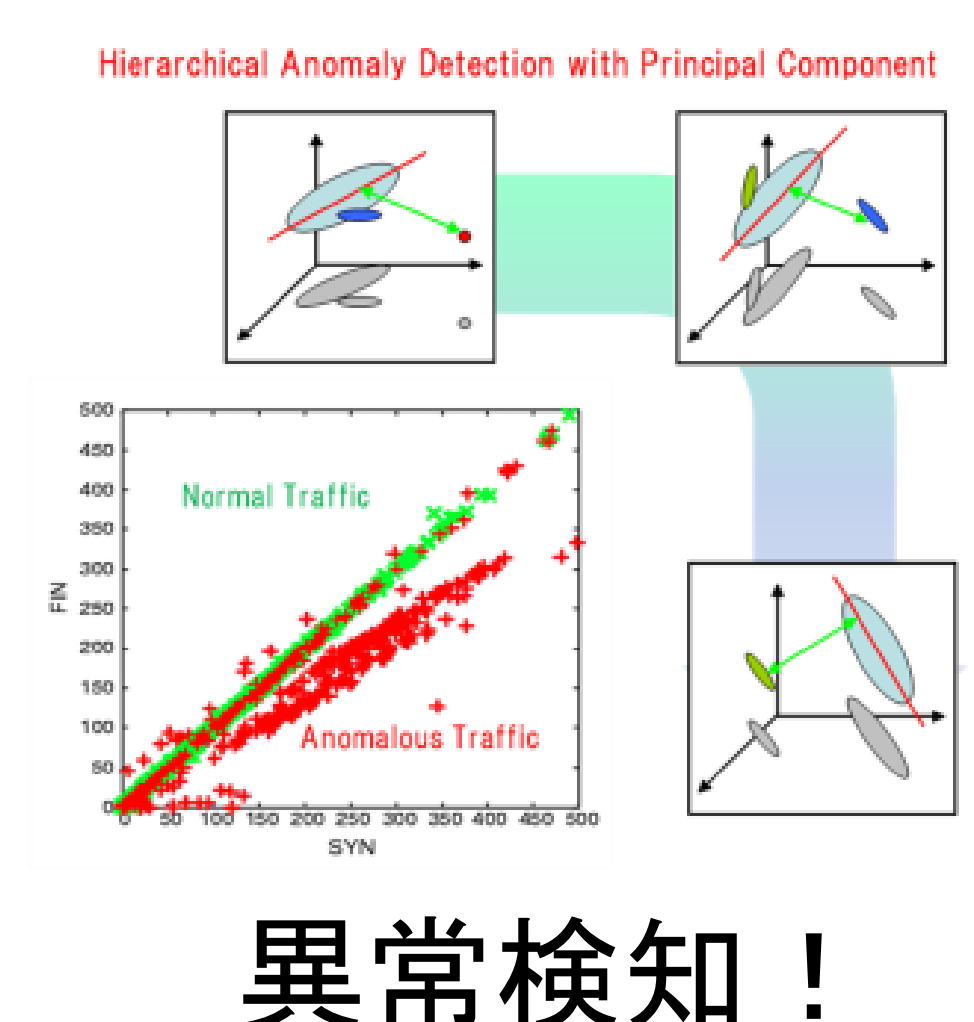 Hierarchical Anomaly Detection with Principal Component
500
450
400
350
300
250
200
150
100
50
0
FIN
Normal Traffic
Anomalous Traffic
0 50 100 150 200 250 300 350 400 450 500
SYN
異常検知！